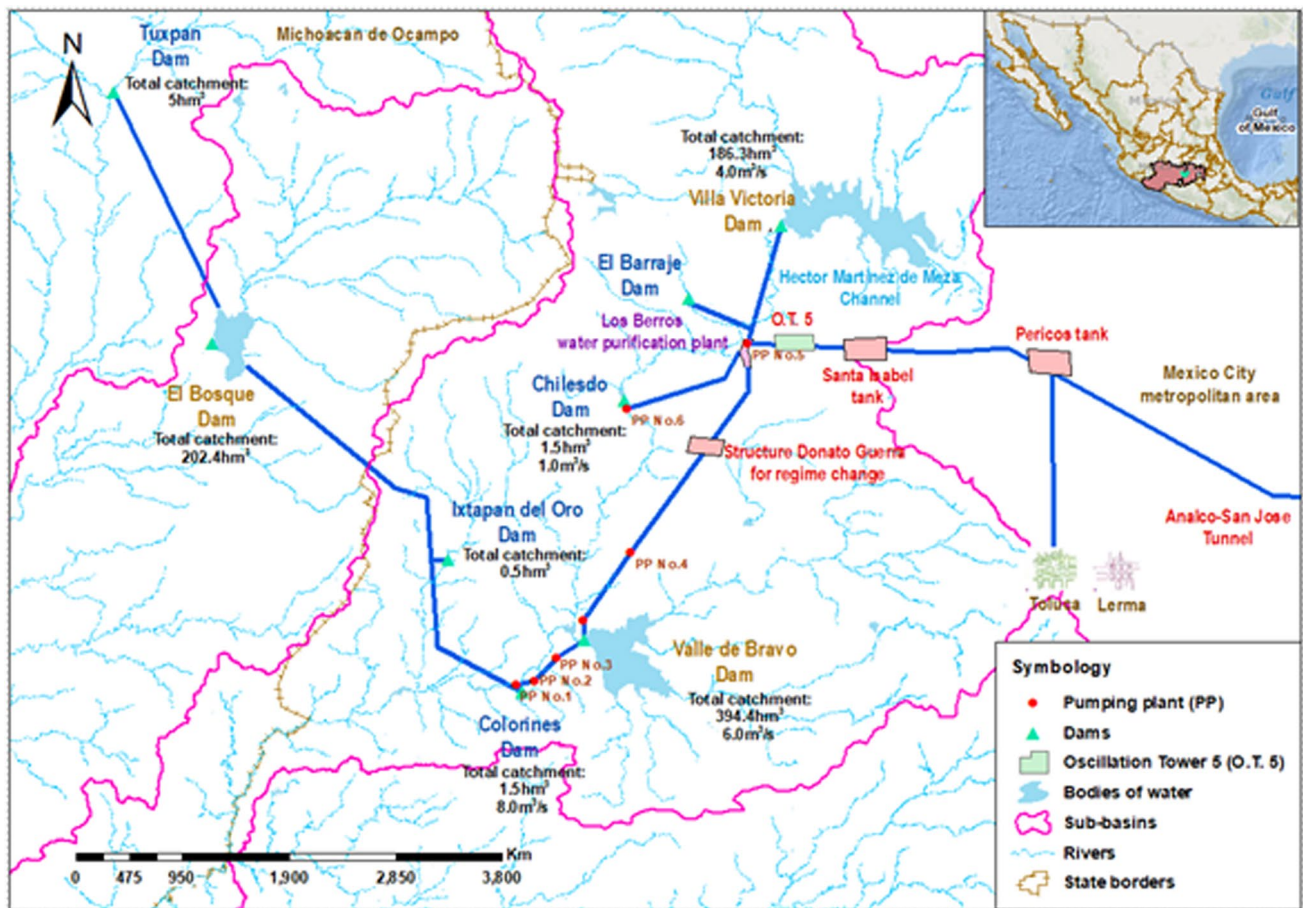 N
Tuxpan
Dam
Total catchment:
5hm³
Michoacan de Ocampo
Gulf
of Mexico
Total catchment:
186.3hm³
4.0m³/s
Villa Victoria
Dam
El Barraje
Dam
Hector Martinez de Meza
Channel
Los Berros
water purification plant
O.T. 5
PP No.5
Santa Isabel
tank
Pericos tank
Mexico City
metropolitan area
El Bosque
Dam
Total catchment:
202.4hm³
Chilesdo
Dam
Total catchment:
1.5hm³
1.0m³/s
PP No.6
Structure Donato Guerra
for regime change
Ixtapan del Oro
Dam
Total catchment:
0.5hm³
PP No.4
Analco-San Jose
Tunnel
Toluca
Lerma
PP No.3
PP No.2
PP No.1
Valle de Bravo
Dam
Total catchment:
394.4hm³
6.0m³/s
Colorines
Dam
Total catchment:
1.5hm³
8.0m³/s
Km
0 475 950 1,900 2,850 3,800
Symbology
Pumping plant (PP)
Dams
Oscillation Tower 5 (O.T. 5)
Bodies of water
Sub-basins
Rivers
State borders